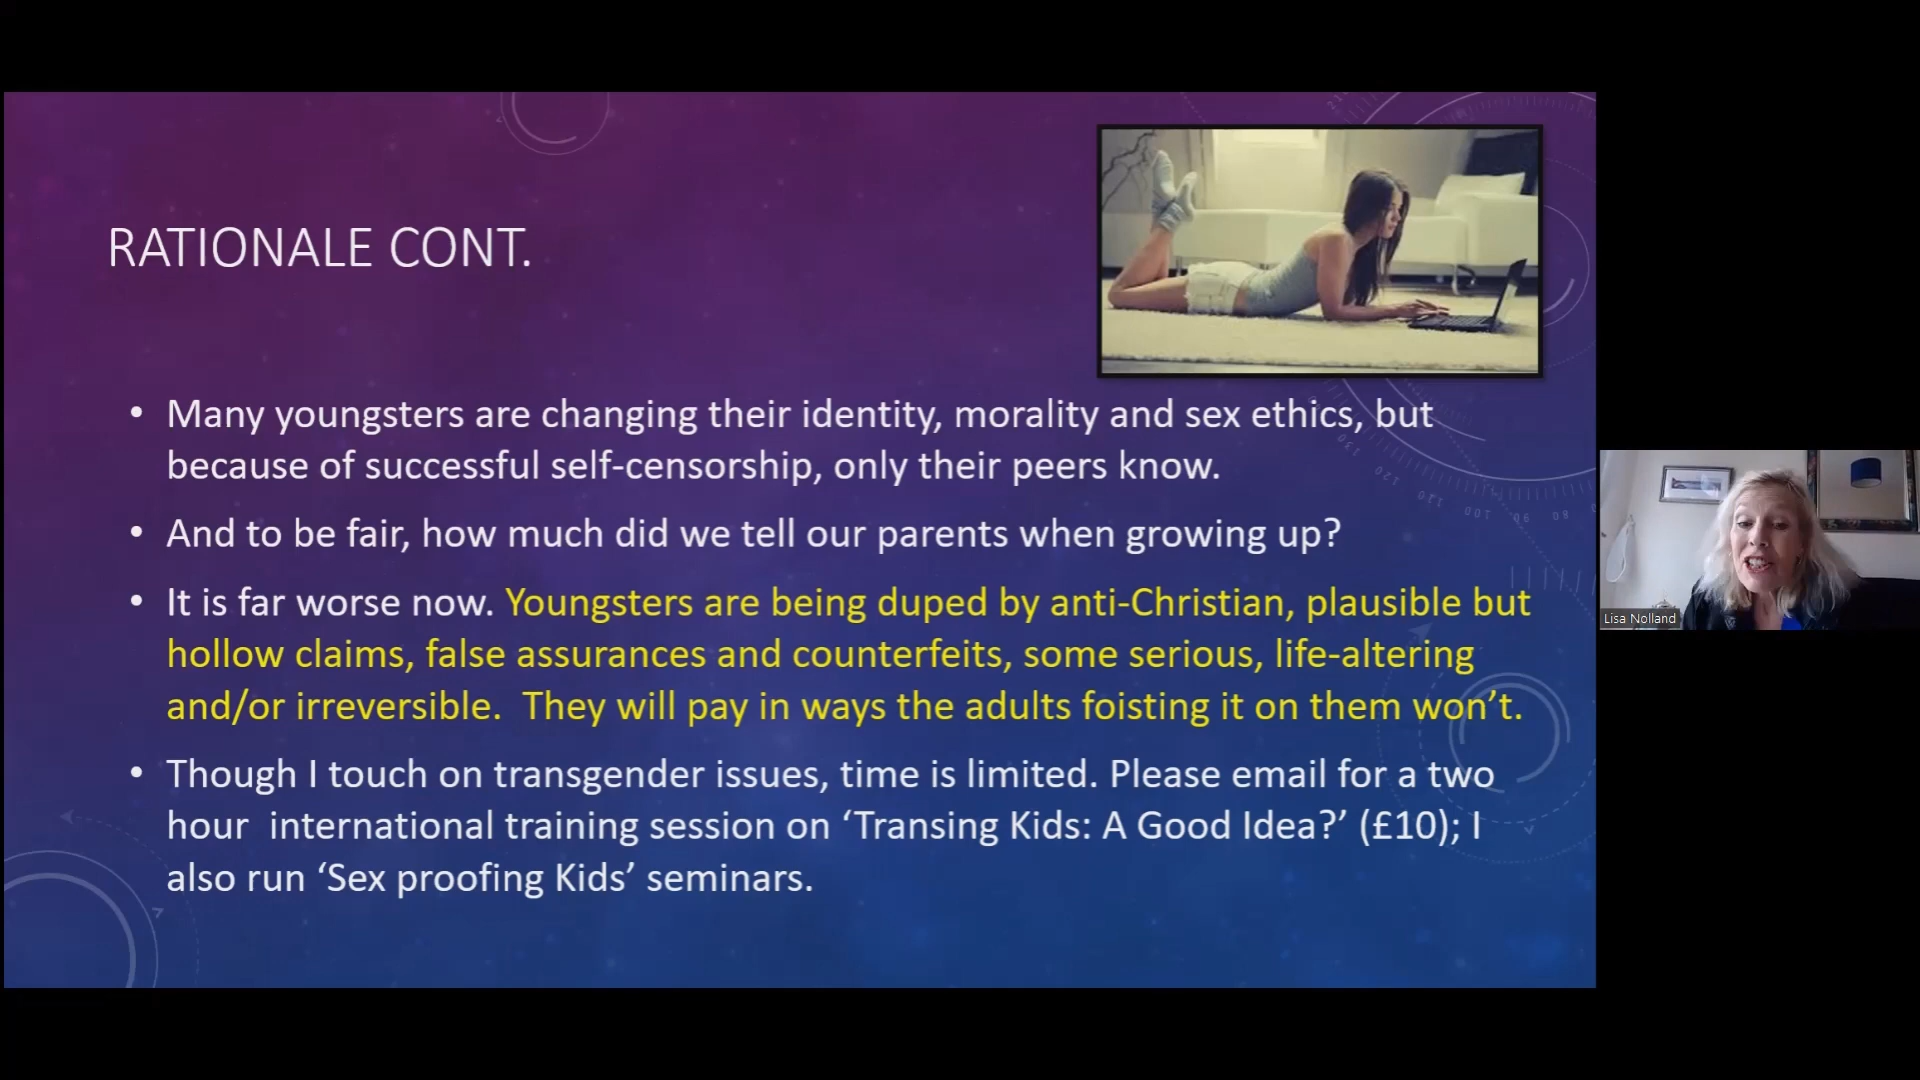 RATIONALE CONT.
• Many youngsters are changing their identity, morality and sex ethics, but
because of successful self-censorship, only their peers know.
• And to be fair, how much did we tell our parents when growing up?
• It is far worse now. Youngsters are being duped by anti-Christian, plausible but
hollow claims, false assurances and counterfeits, some serious, life-altering
and/or irreversible.  They will pay in ways the adults foisting it on them won’t.
• Though I touch on transgender issues, time is limited. Please email for a two
hour  international training session on ‘Transing Kids: A Good Idea?’ (£10); I
also run ‘Sex proofing Kids’ seminars.
Lisa Nolland